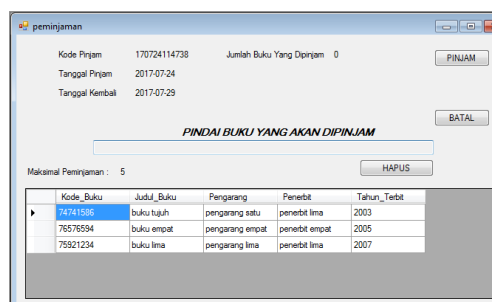 peminjaman
Kode Pinjam 170724114738 Jumlah Buku Yang Dipinjam 0 PINJAM
Tanggal Pinjam 2017-07-24
Tanggal Kembali 2017-07-29
BATAL
PINDAI BUKU YANG AKAN DIPINJAM
Maksimal Peminjaman : 5 HAPUS
Kode_Buku Judul_Buku Pengarang Penerbit Tahun_Terbit
74741586 buku tujuh pengarang satu penerbit lima 2003
76576594 buku empat pengarang empat penerbit empat 2005
75921234 buku lima pengarang lima penerbit lima 2007